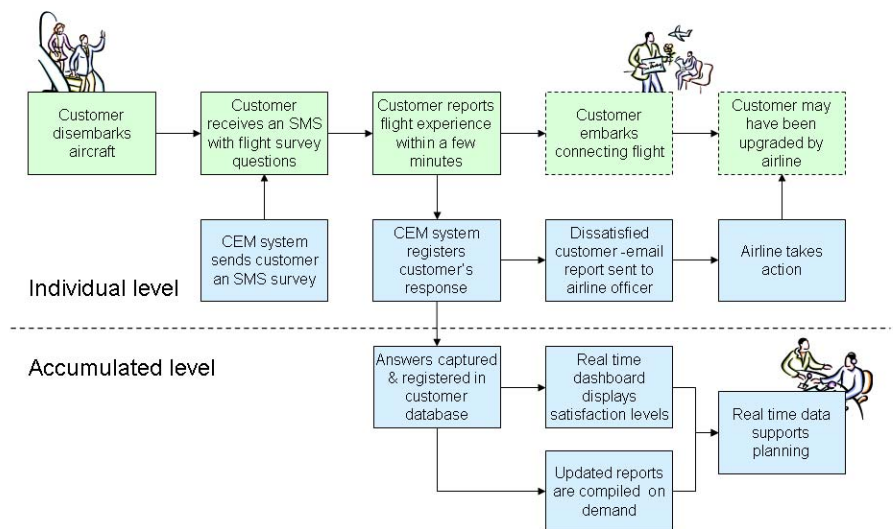 Customer
disembarks
aircraft
Customer
receives an SMS
with flight survey
questions
Customer reports
flight experience
within a few
minutes
Customer
embarks
connecting flight
Customer may
have been
upgraded by
airline
CEM system
sends customer
an SMS survey
CEM system
registers
customer's
response
Dissatisfied
customer -email
report sent to
airline officer
Airline takes
action
Individual level
Accumulated level
Answers captured
& registered in
customer
database
Real time
dashboard
displays
satisfaction levels
Real time data
supports
planning
Updated reports
are compiled on
demand